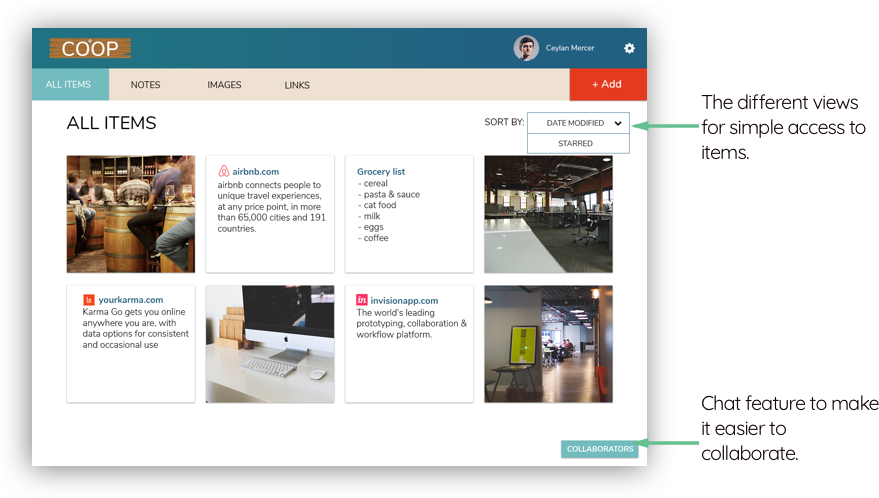 COOP
Ceylan Mercer
ALL ITEMS
NOTES
IMAGES
LINKS
+ Add
ALL ITEMS
SORT BY:
DATE MODIFIED
STARRED
airbnb.com
airbnb connects people to
unique travel experiences,
at any price point, in more
than 65,000 cities and 191
countries.
Grocery list
- cereal
- pasta & sauce
- cat food
- milk
- eggs
- coffee
yourkarma.com
Karma Go gets you online
anywhere you are, with
data options for consistent
and occasional use
in invisionapp.com
The world's leading
prototyping, collaboration &
workflow platform.
COLLABORATORS
The different views
for simple access to
items.
Chat feature to make
it easier to
collaborate.